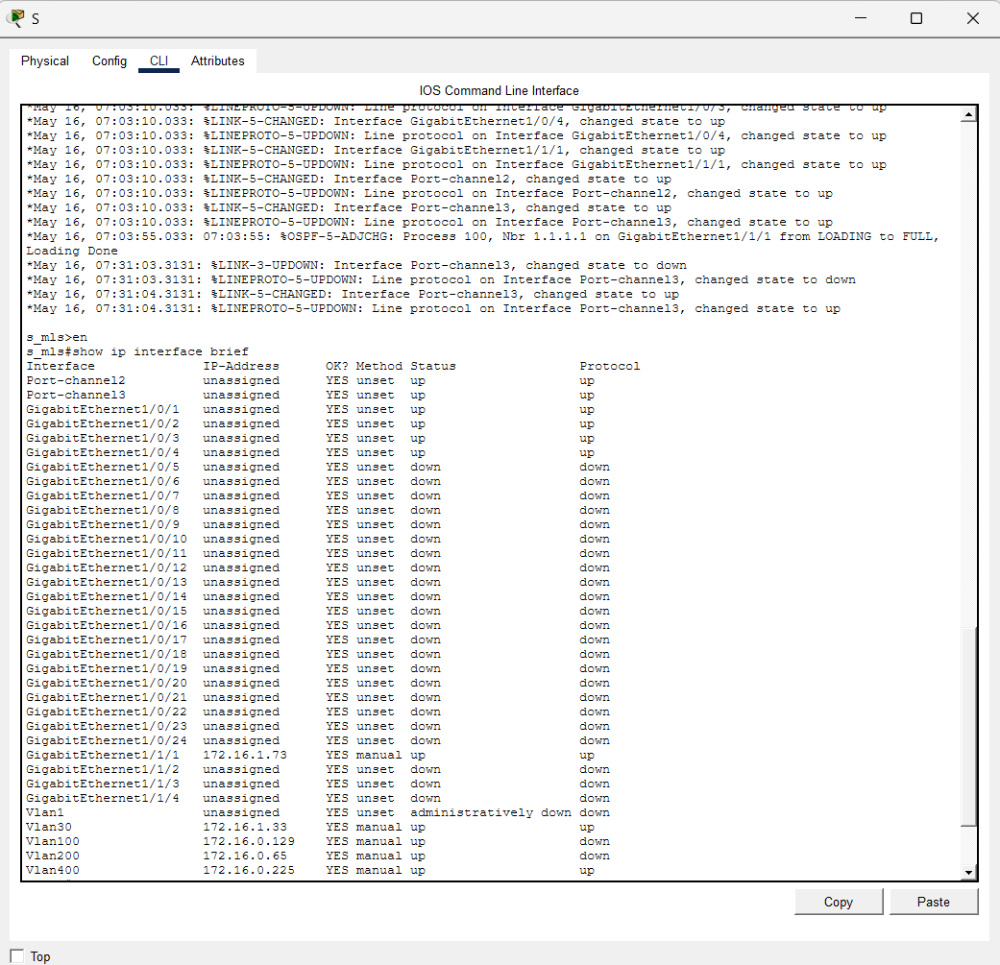 S
Physical Config CLI Attributes
IOS Command Line Interface
*May 16, 07:03:10.033: %LINEPROTO-5-UPDOWN: Line protocol on Interface GigabitEthernet1/0/3, changed state to up
*May 16, 07:03:10.033: %LINK-5-CHANGED: Interface GigabitEthernet1/0/4, changed state to up
*May 16, 07:03:10.033: %LINEPROTO-5-UPDOWN: Line protocol on Interface GigabitEthernet1/0/4, changed state to up
*May 16, 07:03:10.033: %LINK-5-CHANGED: Interface GigabitEthernet1/1/1, changed state to up
*May 16, 07:03:10.033: %LINEPROTO-5-UPDOWN: Line protocol on Interface GigabitEthernet1/1/1, changed state to up
*May 16, 07:03:10.033: %LINK-5-CHANGED: Interface Port-channel2, changed state to up
*May 16, 07:03:10.033: %LINEPROTO-5-UPDOWN: Line protocol on Interface Port-channel2, changed state to up
*May 16, 07:03:10.033: %LINK-5-CHANGED: Interface Port-channel3, changed state to up
*May 16, 07:03:10.033: %LINEPROTO-5-UPDOWN: Line protocol on Interface Port-channel3, changed state to up
*May 16, 07:03:55.033: 07:03:55: %OSPF-5-ADJCHG: Process 100, Nbr 1.1.1.1 on GigabitEthernet1/1/1 from LOADING to FULL,
Loading Done
*May 16, 07:31:03.3131: %LINK-3-UPDOWN: Interface Port-channel3, changed state to down
*May 16, 07:31:03.3131: %LINEPROTO-5-UPDOWN: Line protocol on Interface Port-channel3, changed state to down
*May 16, 07:31:04.3131: %LINK-5-CHANGED: Interface Port-channel3, changed state to up
*May 16, 07:31:04.3131: %LINEPROTO-5-UPDOWN: Line protocol on Interface Port-channel3, changed state to up
s_mls>en
s_mls#show ip interface brief
Interface IP-Address OK? Method Status Protocol
Port-channel2 unassigned YES unset up up
Port-channel3 unassigned YES unset up up
GigabitEthernet1/0/1 unassigned YES unset up up
GigabitEthernet1/0/2 unassigned YES unset up up
GigabitEthernet1/0/3 unassigned YES unset up up
GigabitEthernet1/0/4 unassigned YES unset up up
GigabitEthernet1/0/5 unassigned YES unset down down
GigabitEthernet1/0/6 unassigned YES unset down down
GigabitEthernet1/0/7 unassigned YES unset down down
GigabitEthernet1/0/8 unassigned YES unset down down
GigabitEthernet1/0/9 unassigned YES unset down down
GigabitEthernet1/0/10 unassigned YES unset down down
GigabitEthernet1/0/11 unassigned YES unset down down
GigabitEthernet1/0/12 unassigned YES unset down down
GigabitEthernet1/0/13 unassigned YES unset down down
GigabitEthernet1/0/14 unassigned YES unset down down
GigabitEthernet1/0/15 unassigned YES unset down down
GigabitEthernet1/0/16 unassigned YES unset down down
GigabitEthernet1/0/17 unassigned YES unset down down
GigabitEthernet1/0/18 unassigned YES unset down down
GigabitEthernet1/0/19 unassigned YES unset down down
GigabitEthernet1/0/20 unassigned YES unset down down
GigabitEthernet1/0/21 unassigned YES unset down down
GigabitEthernet1/0/22 unassigned YES unset down down
GigabitEthernet1/0/23 unassigned YES unset down down
GigabitEthernet1/0/24 unassigned YES unset down down
GigabitEthernet1/1/1 172.16.1.73 YES manual up up
GigabitEthernet1/1/2 unassigned YES unset down down
GigabitEthernet1/1/3 unassigned YES unset down down
GigabitEthernet1/1/4 unassigned YES unset down down
Vlan1 unassigned YES unset administratively down down
Vlan30 172.16.1.33 YES manual up up
Vlan100 172.16.0.129 YES manual up down
Vlan200 172.16.0.65 YES manual up down
Vlan400 172.16.0.225 YES manual up up
Copy Paste
Top